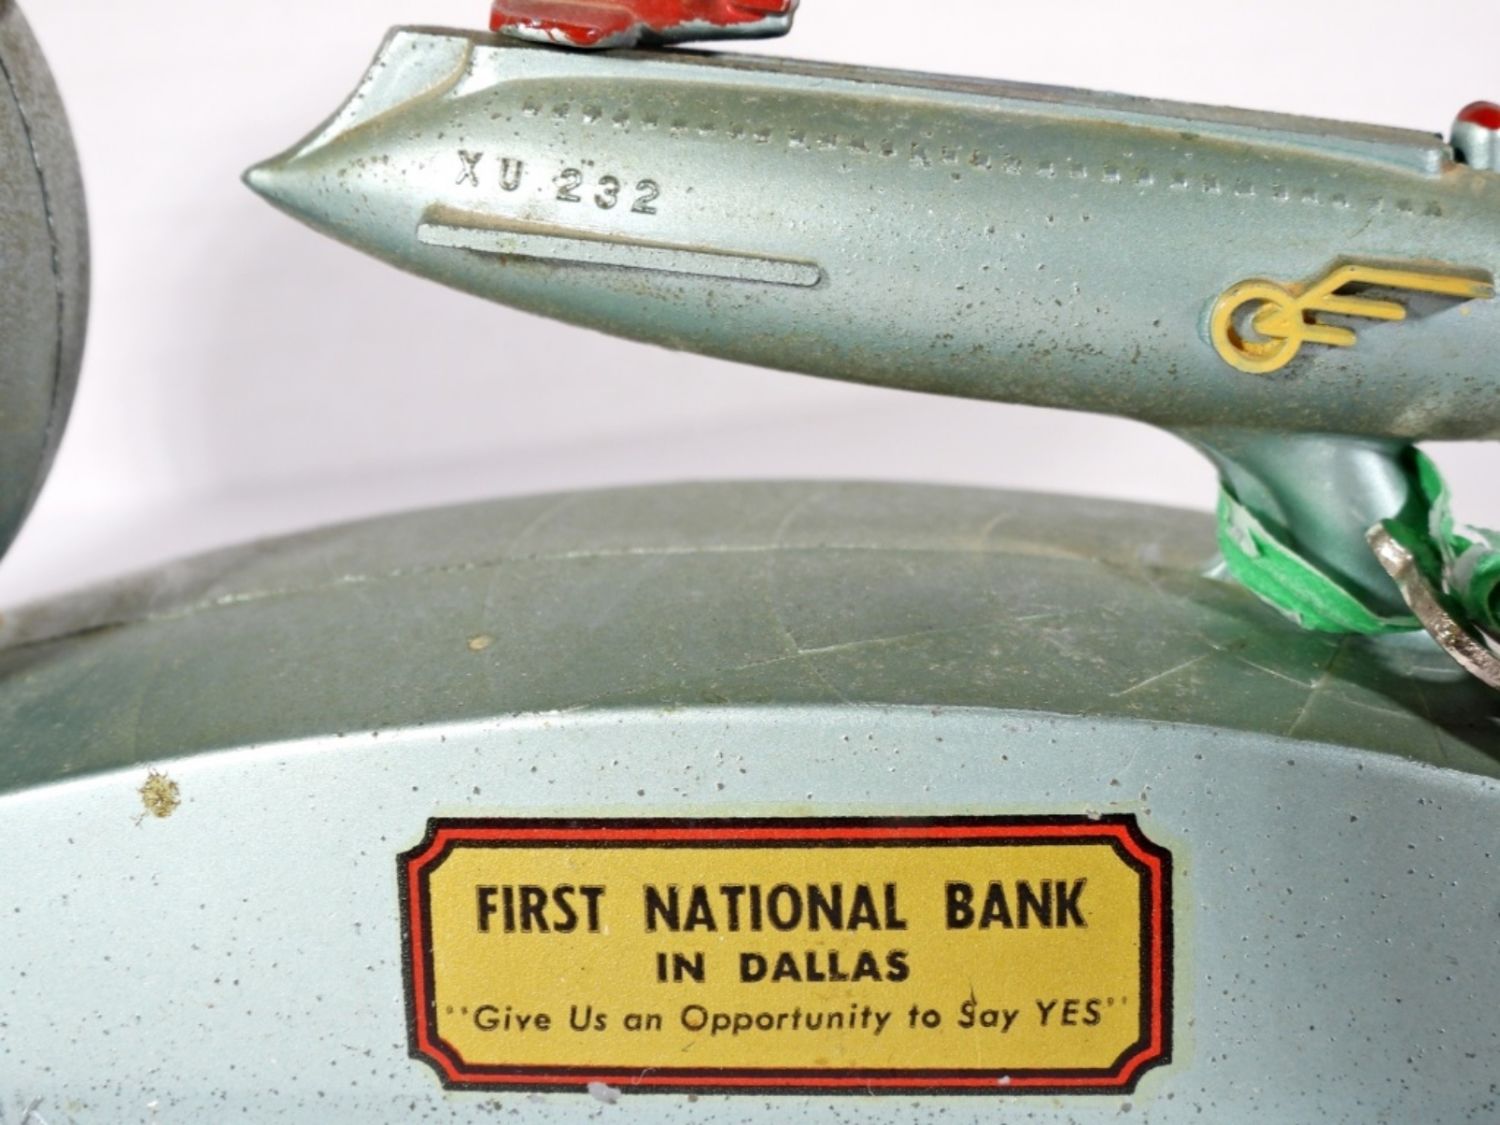 XU 232
FIRST NATIONAL BANK
IN DALLAS
"Give Us an Opportunity to Say YES"